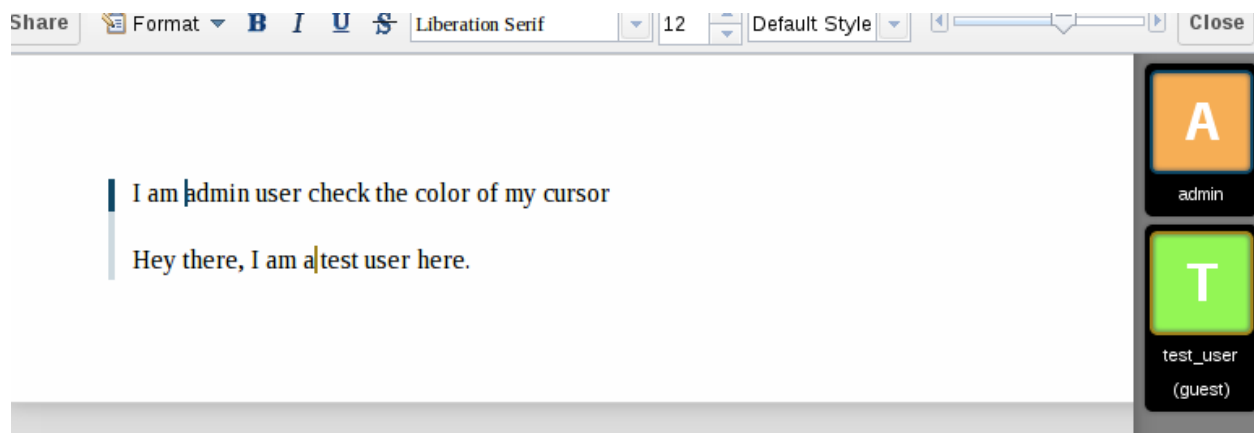 Share Format B I U S Liberation Serif 12 Default Style Close
A
admin
I am admin user check the color of my cursor
Hey there, I am a test user here.
T
test_user
(guest)